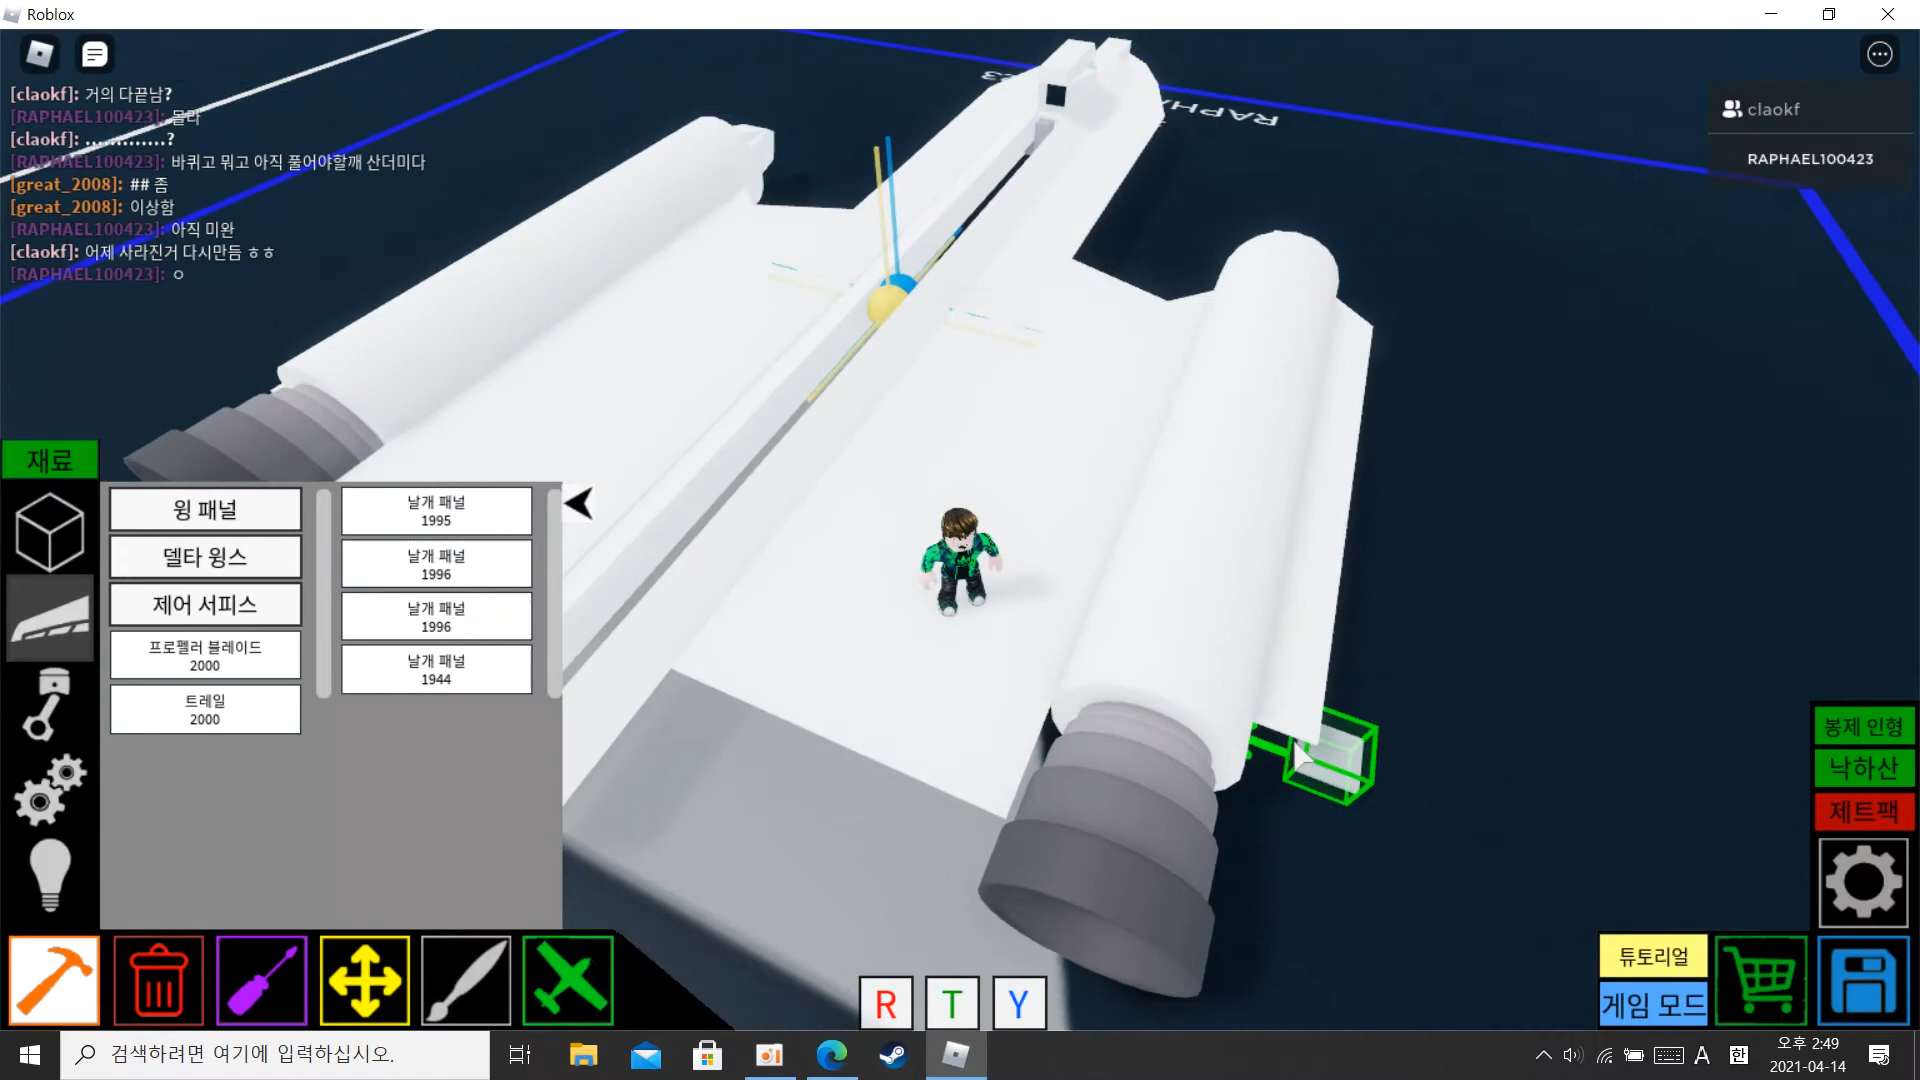 Roblox
[claokf]: 거의 다끝남?
[RAPHAEL100423]: 몰라
[claokf]: .............?
[RAPHAEL100423]: 바퀴고 뭐고 아직 풀어야할깨 산더미다
[great_2008]: ## 좀
[great_2008]: 이상함
[RAPHAEL100423]: 아직 미완
[claokf]: 어제 사라진거 다시만듬 ㅎㅎ
[RAPHAEL100423]: ㅇ
claokf
RAPHAEL100423
재료
윙 패널
델타 윙스
제어 서피스
프로펠러 블레이드
2000
트레일
2000
날개 패널
1995
날개 패널
1996
날개 패널
1996
날개 패널
1944
봉제 인형
낙하산
제트팩
튜토리얼
게임 모드
R T Y
검색하려면 여기에 입력하십시오.
A
한
오후 2:49
2021-04-14